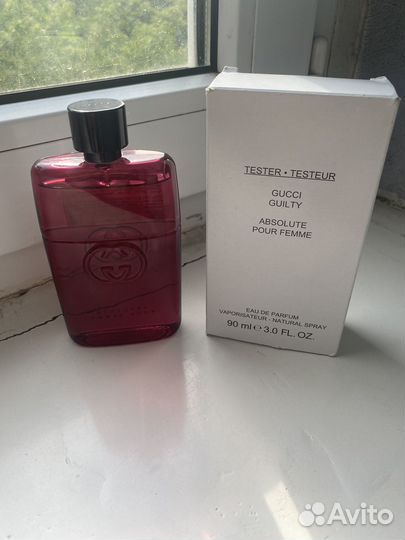 TESTER • TESTEUR
GUCCI
GUILTY
ABSOLUTE
POUR FEMME
EAU DE PARFUM
VAPORISATEUR - NATURAL SPRAY
90 ml ℮ 3.0 FL. OZ.
Avito